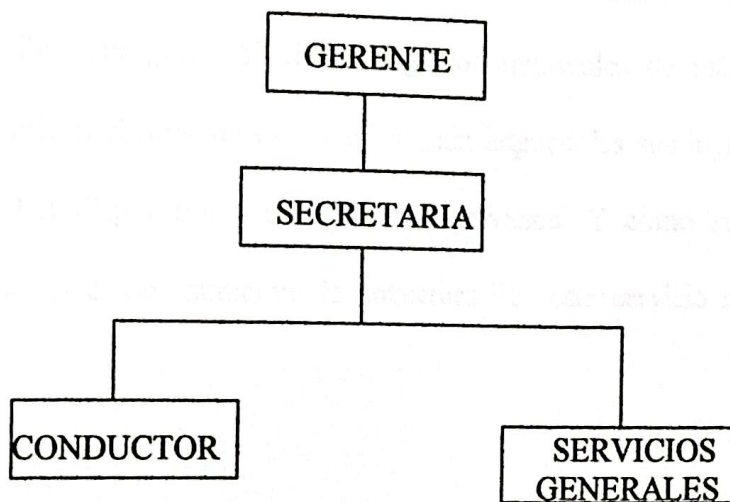 GERENTE
SECRETARIA
CONDUCTOR
SERVICIOS
GENERALES